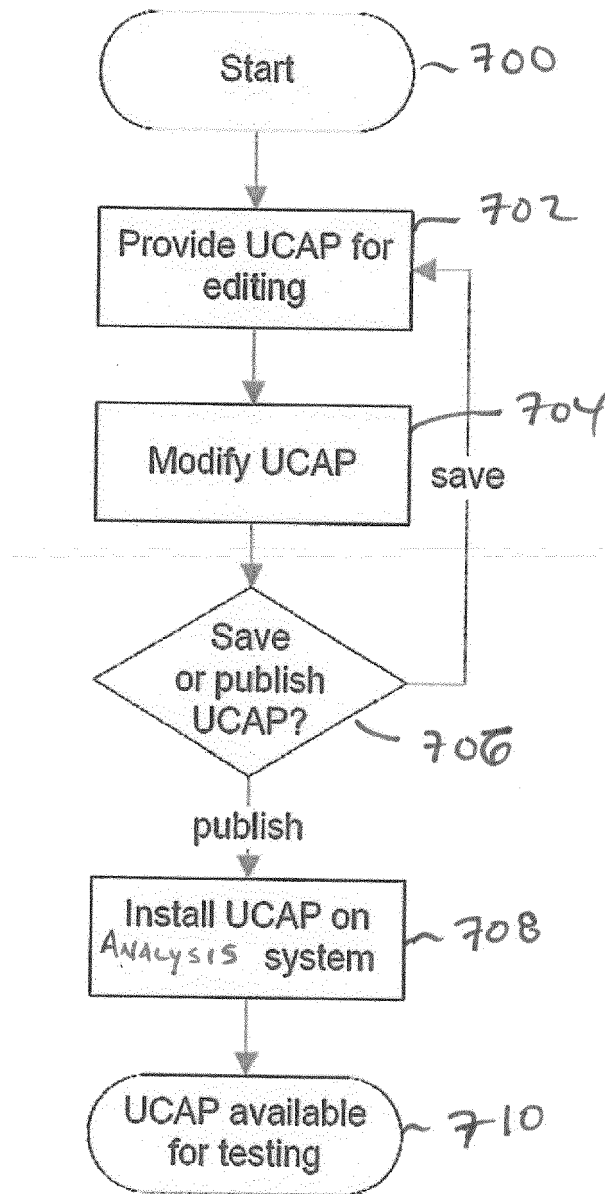 Start
700
702
Provide UCAP for
editing
704
Modify UCAP
save
Save
or publish
UCAP?
706
publish
Install UCAP on
ANALYSIS system
708
UCAP available
for testing
710